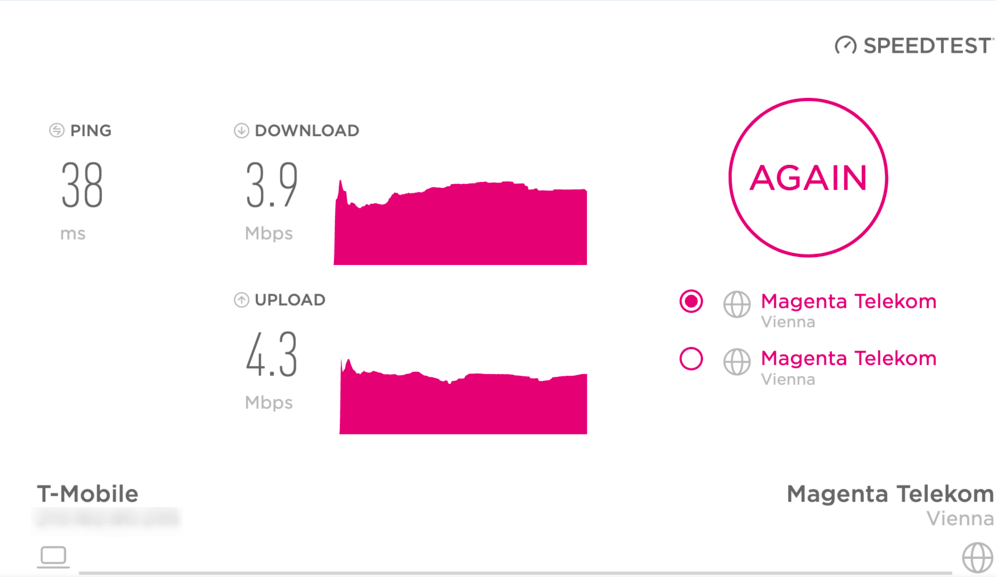 SPEEDTEST
PING
38
ms
DOWNLOAD
3.9
Mbps
AGAIN
UPLOAD
4.3
Mbps
Magenta Telekom
Vienna
Magenta Telekom
Vienna
T-Mobile
Magenta Telekom
Vienna